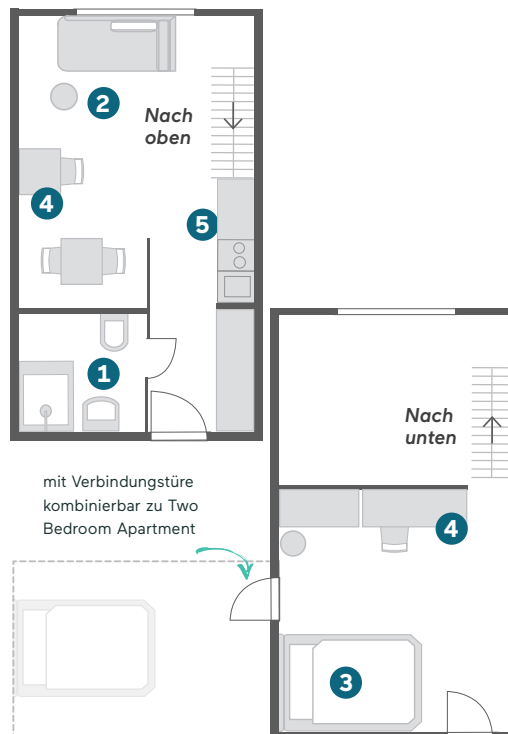 2
Nach
oben
4
5
1
Nach
unten
mit Verbindungstüre
kombinierbar zu Two
Bedroom Apartment
4
3